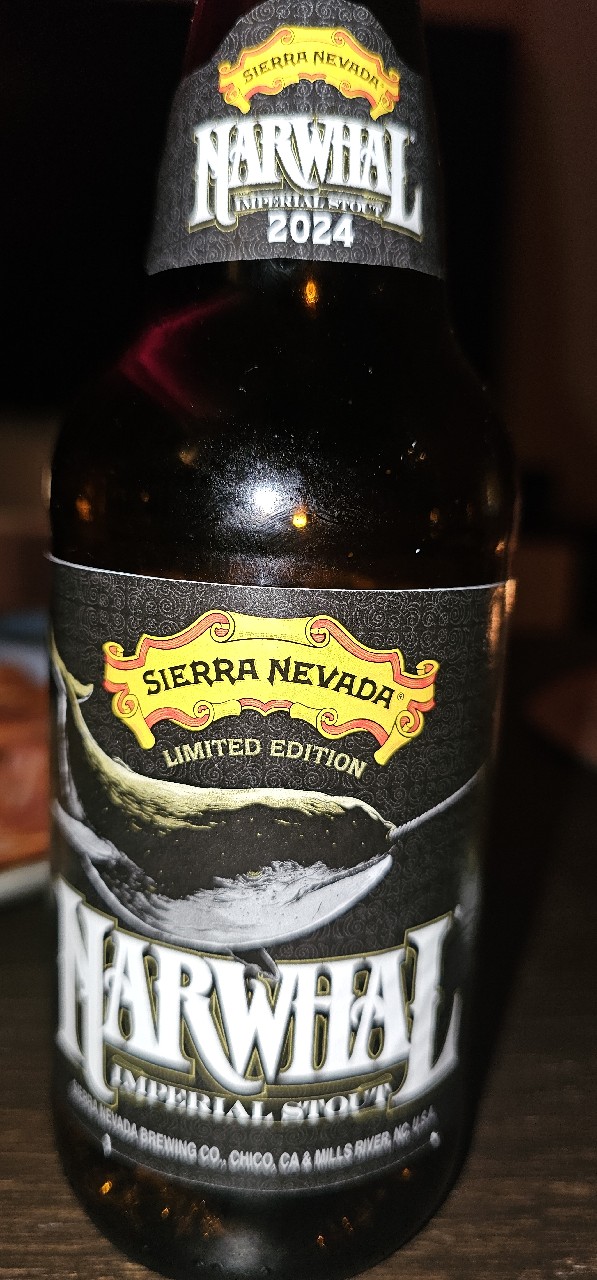 SIERRA NEVADA
NARWHAL
IMPERIAL STOUT
2024
SIERRA NEVADA®
LIMITED EDITION
NARWHAL
IMPERIAL STOUT
SIERRA NEVADA BREWING CO., CHICO, CA & MILLS RIVER, NC, U.S.A.